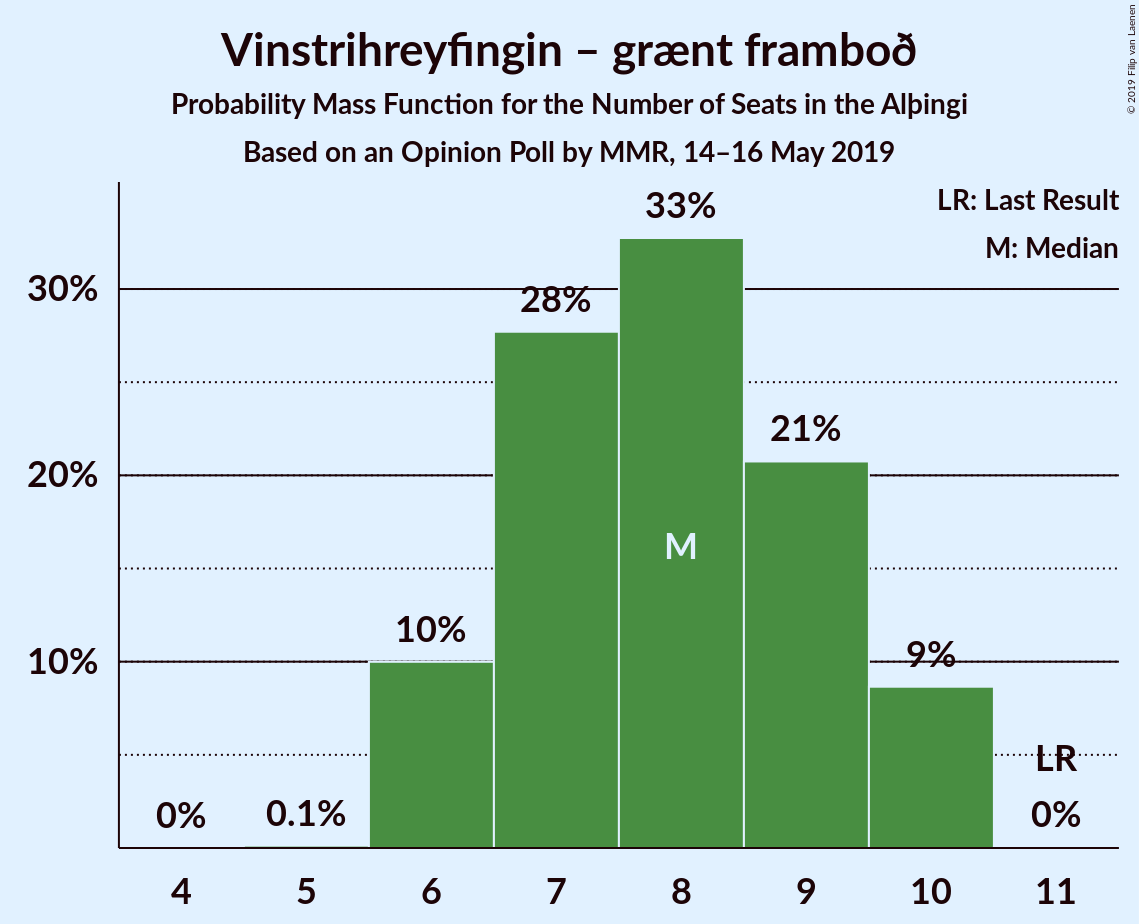 Vinstrihreyfingin – grænt framboð
Probability Mass Function for the Number of Seats in the Alþingi
Based on an Opinion Poll by MMR, 14–16 May 2019
© 2019 Filip van Laenen
LR: Last Result
M: Median
30%
20%
10%
0%
0.1%
10%
28%
33%
M
21%
9%
LR
0%
4 5 6 7 8 9 10 11